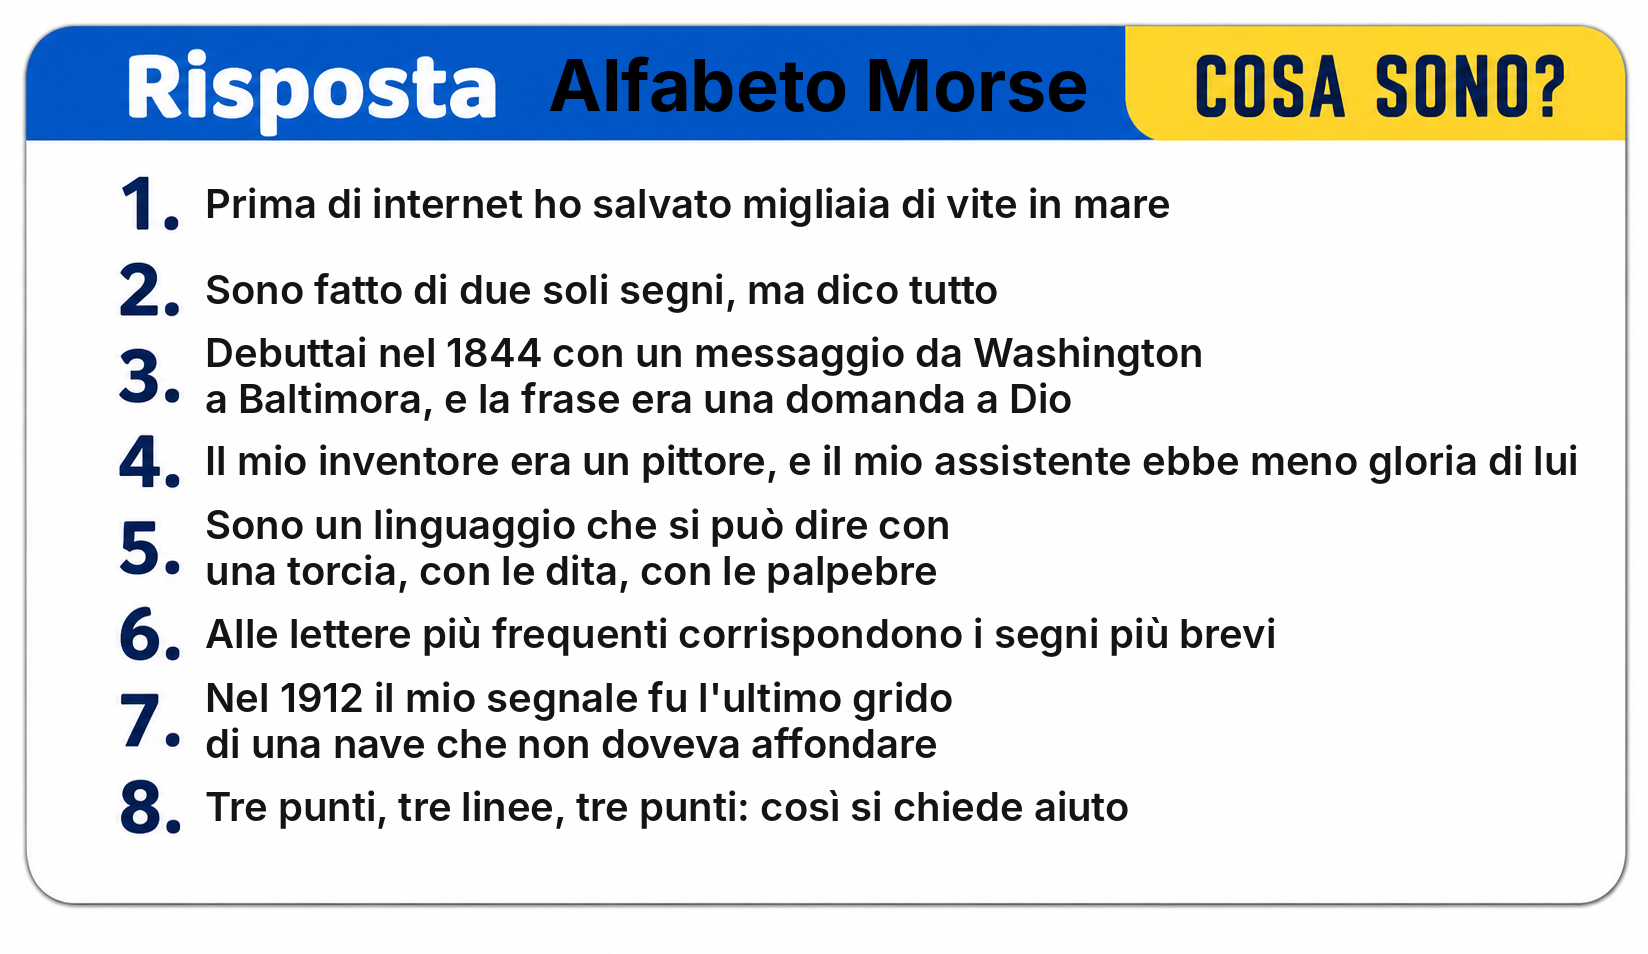 Risposta Alfabeto Morse COSA SONO?
1. Prima di internet ho salvato migliaia di vite in mare
2. Sono fatto di due soli segni, ma dico tutto
3. Debuttai nel 1844 con un messaggio da Washington
a Baltimora, e la frase era una domanda a Dio
4. Il mio inventore era un pittore, e il mio assistente ebbe meno gloria di lui
5. Sono un linguaggio che si può dire con
una torcia, con le dita, con le palpebre
6. Alle lettere più frequenti corrispondono i segni più brevi
7. Nel 1912 il mio segnale fu l'ultimo grido
di una nave che non doveva affondare
8. Tre punti, tre linee, tre punti: così si chiede aiuto